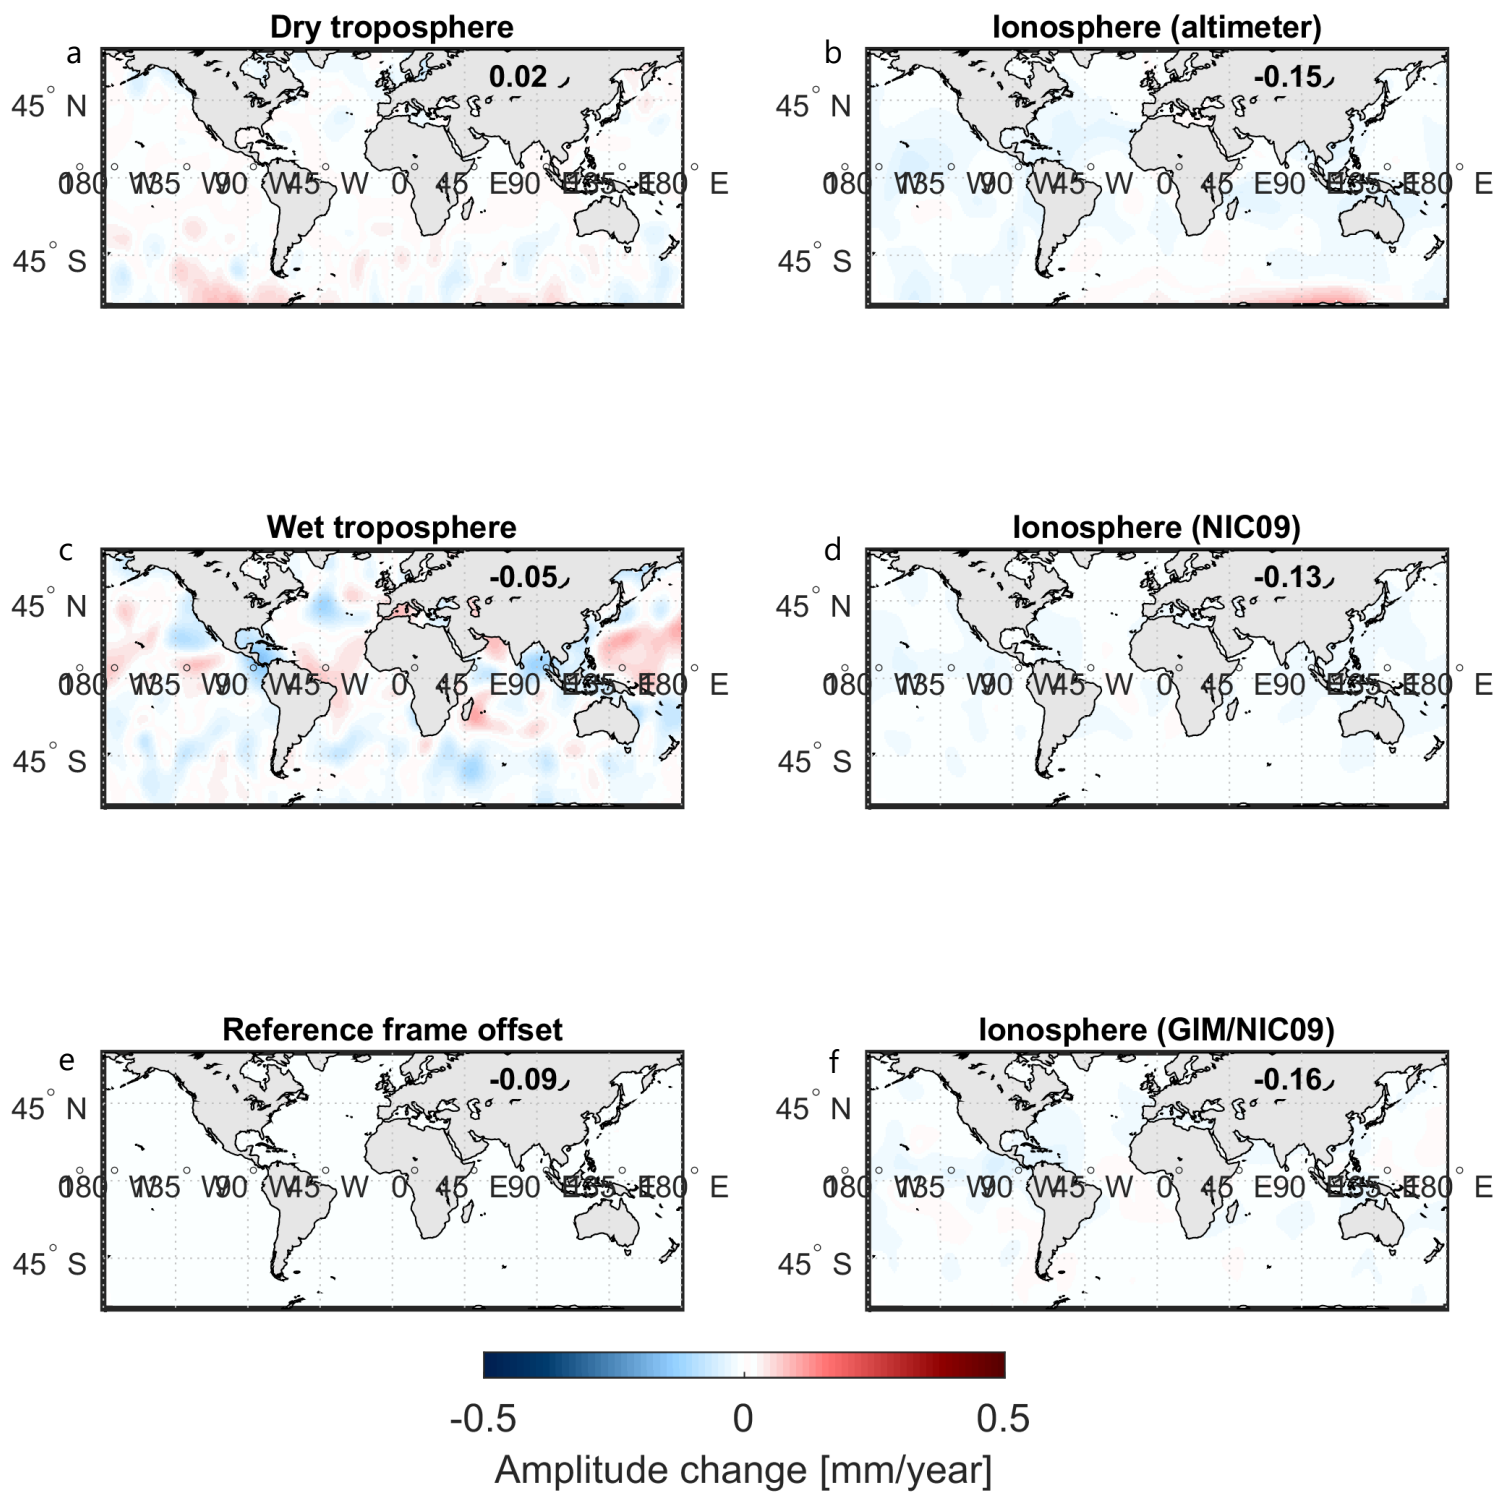 Dry troposphere
a
0.02
45° N
45° S
Ionosphere (altimeter)
b
-0.15
45° N
45° S
Wet troposphere
c
-0.05
45° N
45° S
Ionosphere (NIC09)
d
-0.13
45° N
45° S
Reference frame offset
e
-0.09
45° N
45° S
Ionosphere (GIM/NIC09)
f
-0.16
45° N
45° S
-0.5 0 0.5
Amplitude change [mm/year]